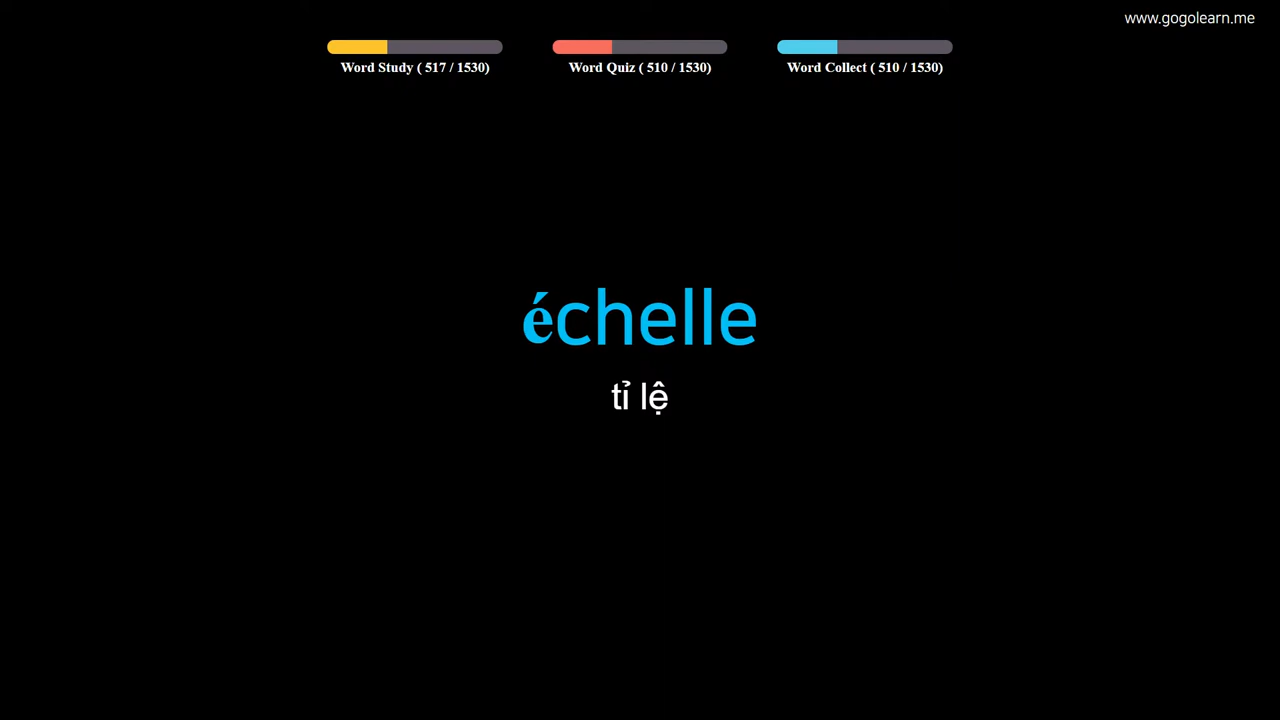 www.gogolearn.me
Word Study ( 517 / 1530)
Word Quiz ( 510 / 1530)
Word Collect ( 510 / 1530)
échelle
tỉ lệ